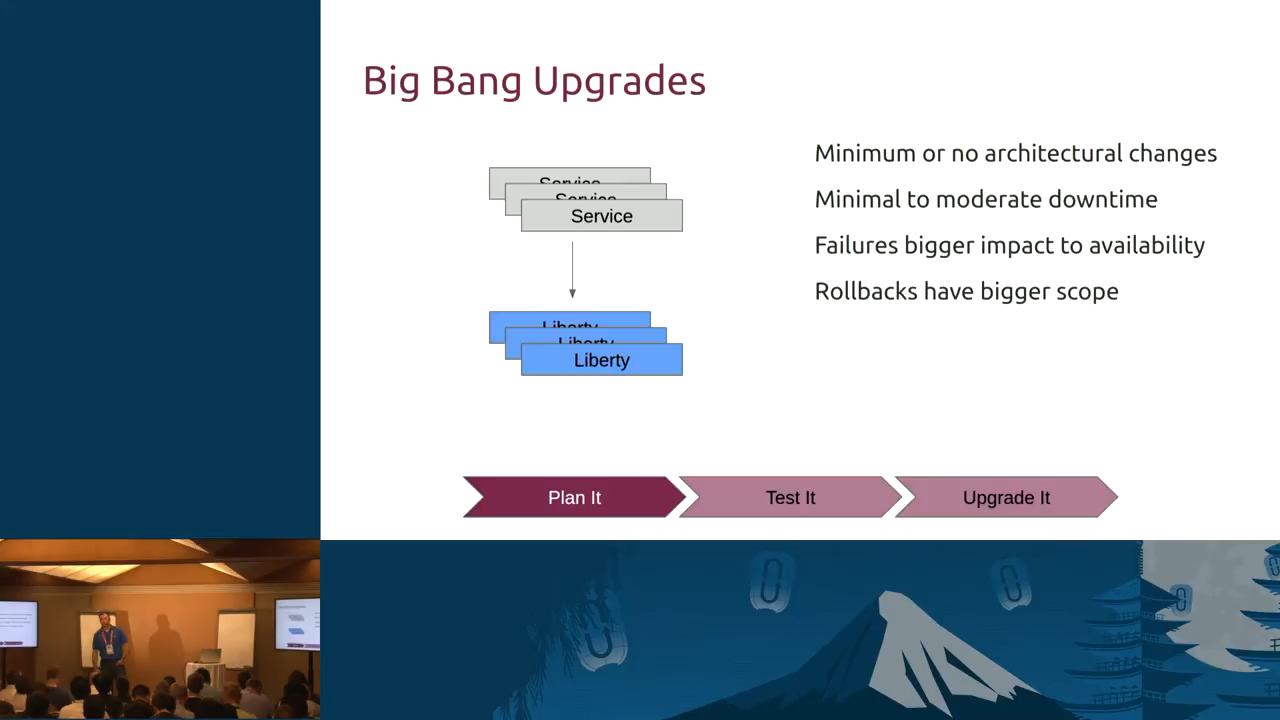 Big Bang Upgrades
Service
Service
Service
Liberty
Liberty
Liberty
Minimum or no architectural changes
Minimal to moderate downtime
Failures bigger impact to availability
Rollbacks have bigger scope
Plan It
Test It
Upgrade It